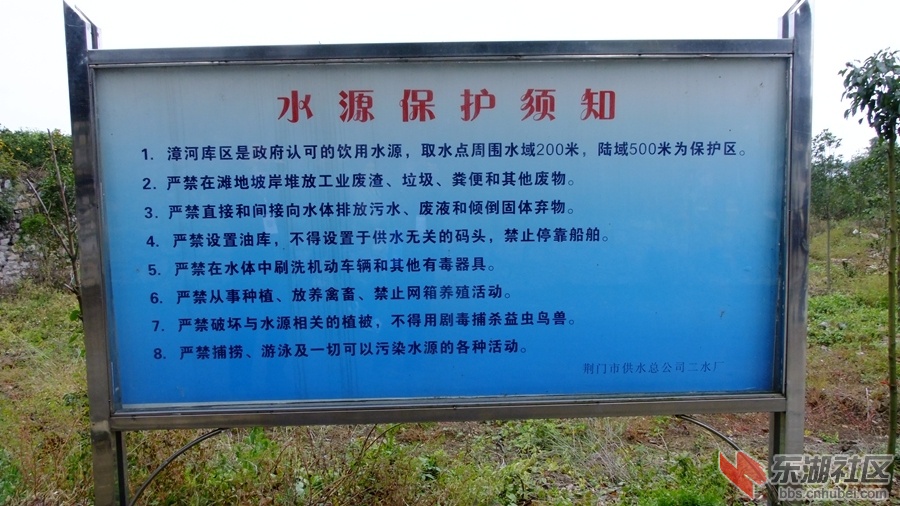 水源保护须知
1. 漳河库区是政府认可的饮用水源，取水点周围水域200米，陆域500米为保护区。
2. 严禁在滩地坡岸堆放工业废渣、垃圾、粪便和其他废物。
3. 严禁直接和间接向水体排放污水、废液和倾倒固体弃物。
4. 严禁设置油库，不得设置于供水无关的码头，禁止停靠船舶。
5. 严禁在水体中刷洗机动车辆和其他有毒器具。
6. 严禁从事种植、放养禽畜、禁止网箱养殖活动。
7. 严禁破坏与水源相关的植被，不得用剧毒捕杀益虫鸟兽。
8. 严禁捕捞、游泳及一切可以污染水源的各种活动。
荆门市供水总公司二水厂
东湖社区
bbs.cnhubei.com